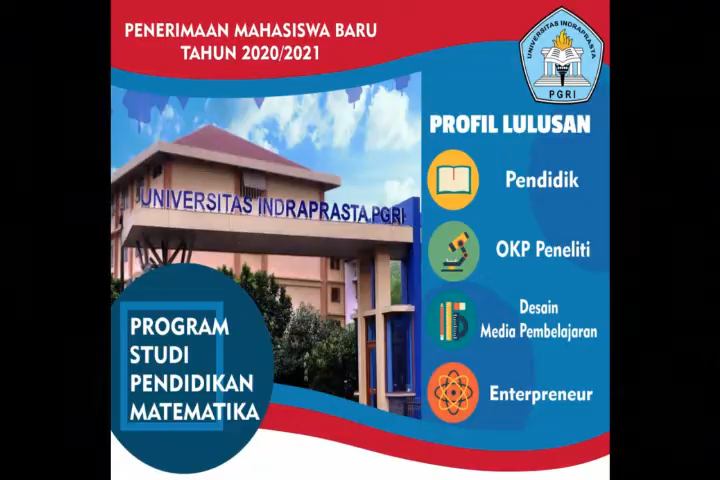 PENERIMAAN MAHASISWA BARU
TAHUN 2020/2021
UNIVERSITAS INDRAPRASTA
PGRI
PROFIL LULUSAN
Pendidik
OKP Peneliti
Desain
Media Pembelajaran
Enterpreneur
UNIVERSITAS INDRAPRASTA PGRI
PROGRAM
STUDI
PENDIDIKAN
MATEMATIKA